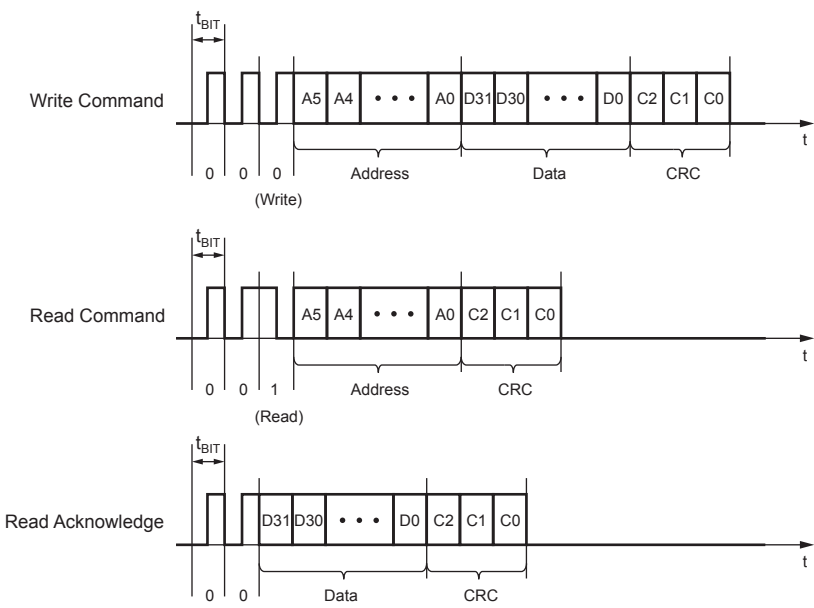 tBIT
Write Command
A5 A4 • • • A0 D31 D30 • • • D0 C2 C1 C0
t
0 0 0 Address Data CRC
(Write)
tBIT
Read Command
A5 A4 • • • A0 C2 C1 C0
t
0 0 1 Address CRC
(Read)
tBIT
Read Acknowledge
D31 D30 • • • D0 C2 C1 C0
t
0 0 Data CRC